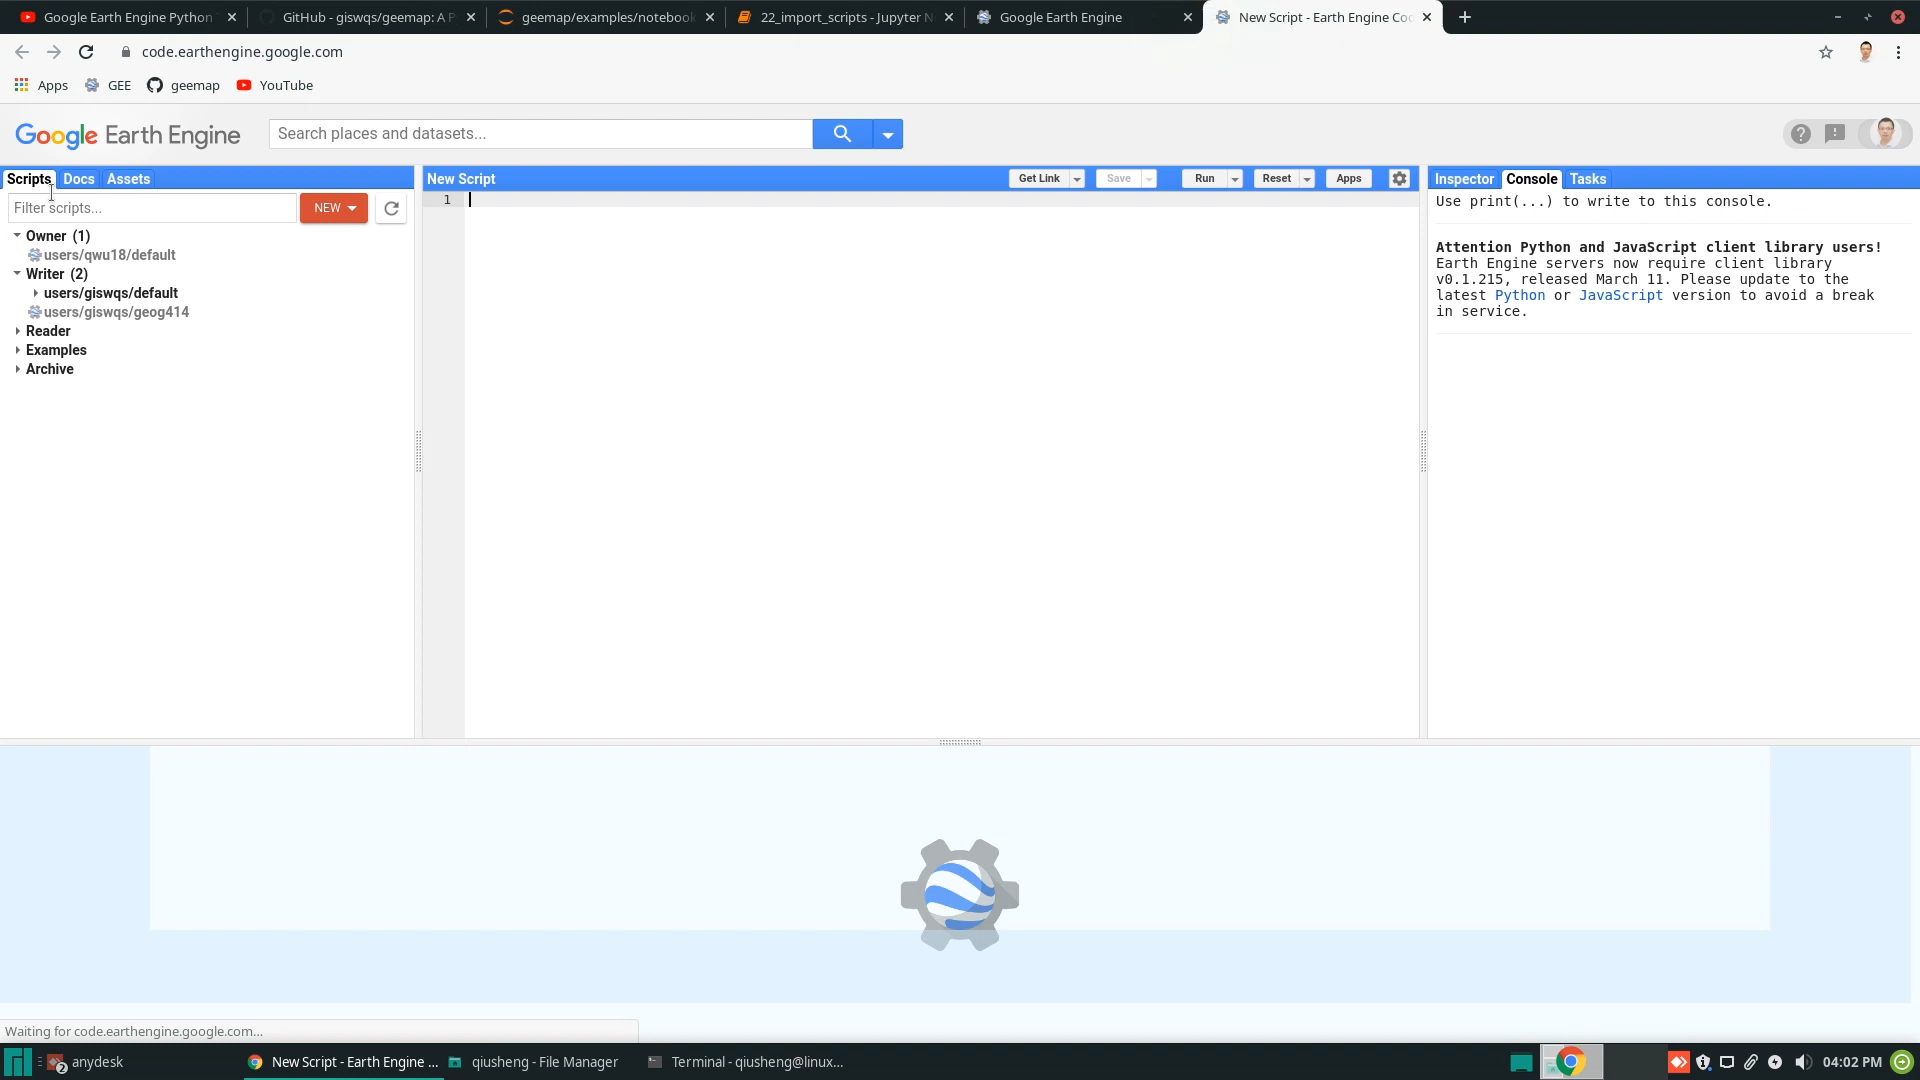 Google Earth Engine Python
GitHub - giswqs/geemap: A P
geemap/examples/notebook
22_import_scripts - Jupyter N
Google Earth Engine
New Script - Earth Engine Co
code.earthengine.google.com
Apps
GEE
geemap
YouTube
Google Earth Engine
Search places and datasets...
Scripts
Docs
Assets
New Script
Get Link
Save
Run
Reset
Apps
Inspector
Console
Tasks
Filter scripts...
NEW
Owner (1)
users/qwu18/default
Writer (2)
users/giswqs/default
users/giswqs/geog414
Reader
Examples
Archive
1
Use print(...) to write to this console.
Attention Python and JavaScript client library users!
Earth Engine servers now require client library
v0.1.215, released March 11. Please update to the
latest Python or JavaScript version to avoid a break
in service.
Waiting for code.earthengine.google.com...
2
anydesk
New Script - Earth Engine ...
qiusheng - File Manager
Terminal - qiusheng@linux...
04:02 PM